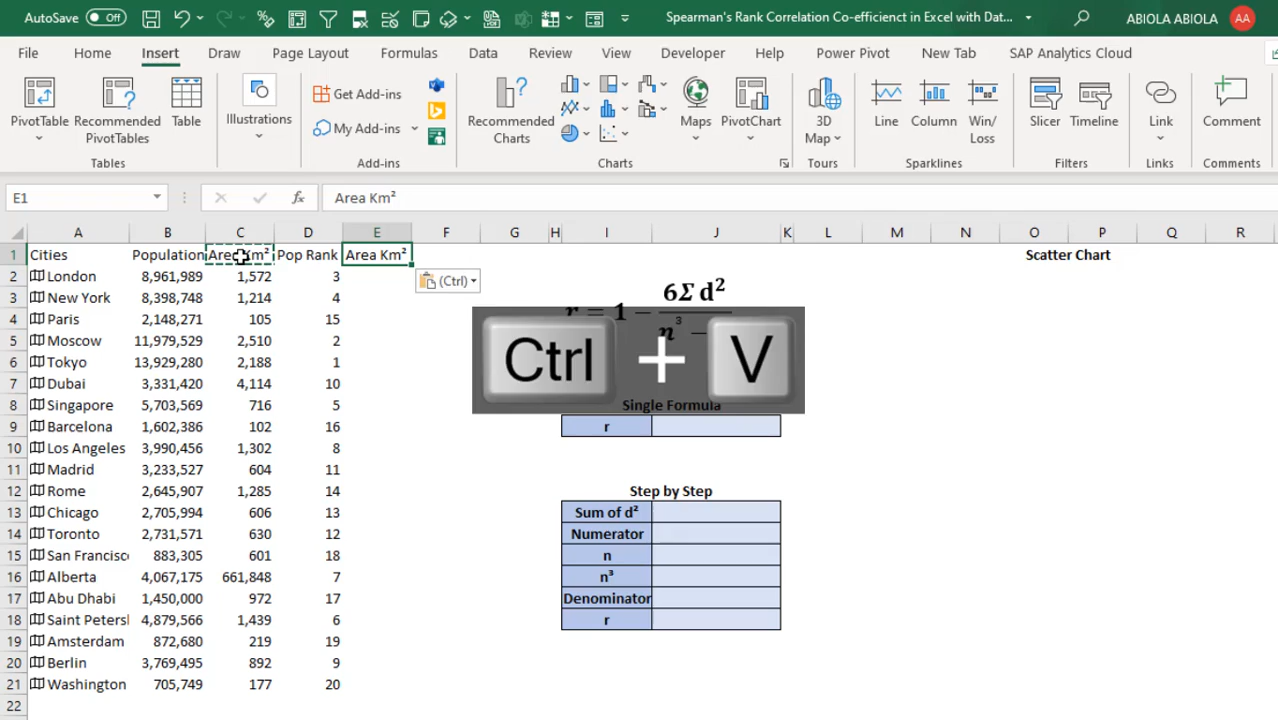 AutoSave Off Spearman's Rank Correlation Co-efficienct in Excel with Dat... ABIOLA ABIOLA AA
File Home Insert Draw Page Layout Formulas Data Review View Developer Help Power Pivot New Tab SAP Analytics Cloud
PivotTable Recommended PivotTables Table Illustrations Get Add-ins My Add-ins Recommended Charts Maps PivotChart 3D Map Line Column Win/Loss Slicer Timeline Link Comment
Tables Add-ins Charts Tours Sparklines Filters Links Comments
E1 fx Area Km²
A B C D E F G H I J K L M N O P Q R
1 Cities Population Area Km² Pop Rank Area Km² Scatter Chart
2 London 8,961,989 1,572 3 (Ctrl)
3 New York 8,398,748 1,214 4
4 Paris 2,148,271 105 15
5 Moscow 11,979,529 2,510 2
6 Tokyo 13,929,280 2,188 1
7 Dubai 3,331,420 4,114 10
8 Singapore 5,703,569 716 5 Single Formula
9 Barcelona 1,602,386 102 16 r
10 Los Angeles 3,990,456 1,302 8
11 Madrid 3,233,527 604 11
12 Rome 2,645,907 1,285 14 Step by Step
13 Chicago 2,705,994 606 13 Sum of d²
14 Toronto 2,731,571 630 12 Numerator
15 San Francisc 883,305 601 18 n
16 Alberta 4,067,175 661,848 7 n³
17 Abu Dhabi 1,450,000 972 17 Denominator
18 Saint Petersl 4,879,566 1,439 6 r
19 Amsterdam 872,680 219 19
20 Berlin 3,769,495 892 9
21 Washington 705,749 177 20
22
6Σ d²
r = 1 −
n³ −
Ctrl + V